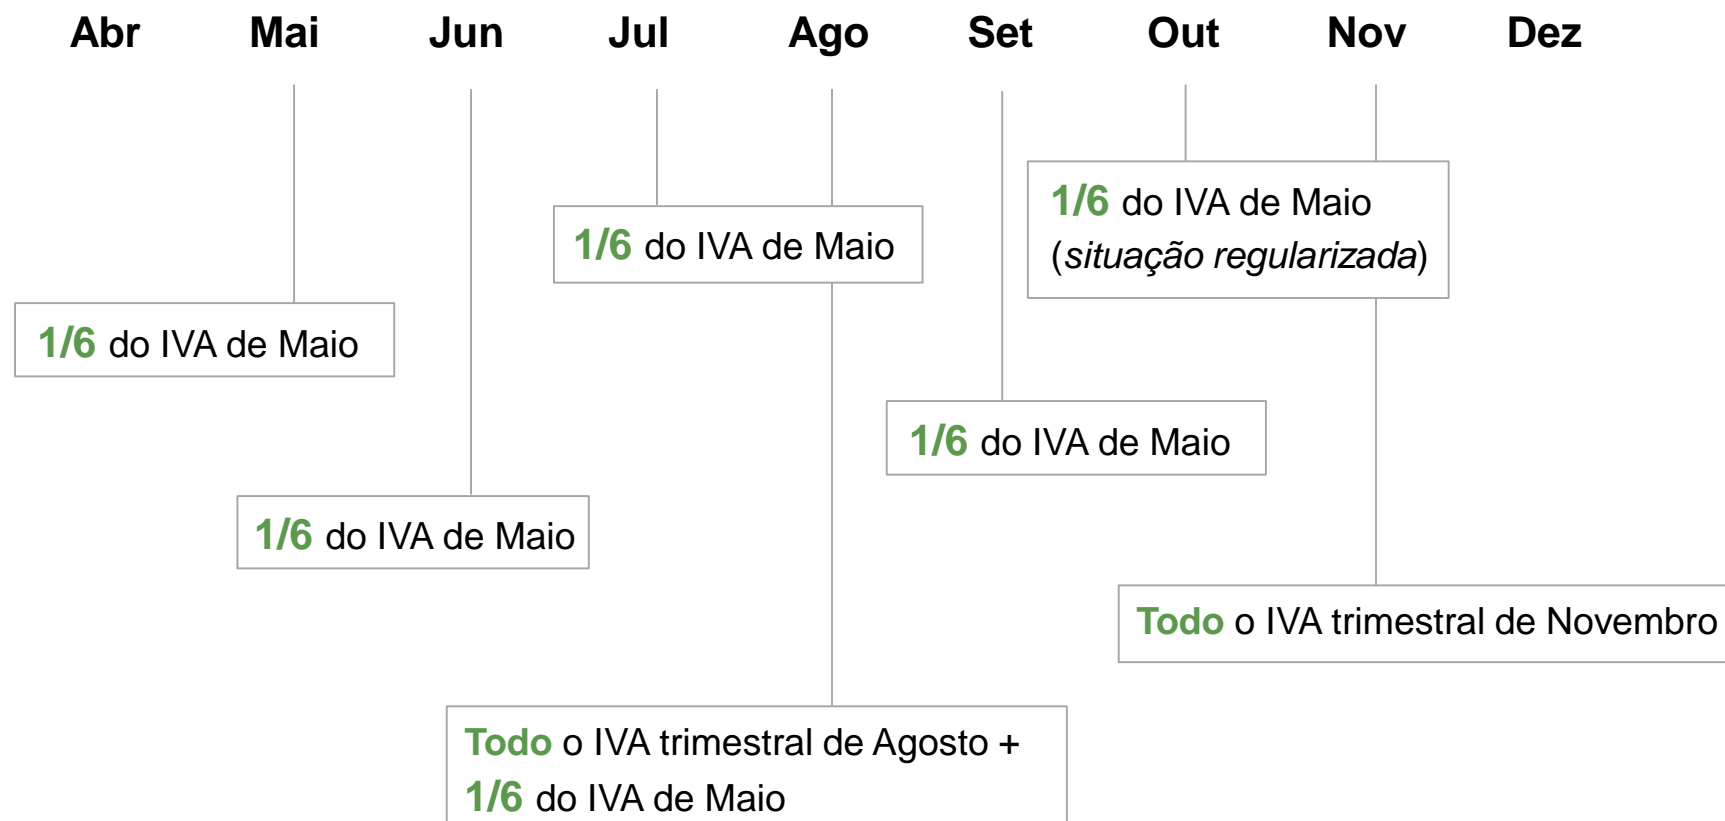 Abr Mai Jun Jul Ago Set Out Nov Dez
1/6 do IVA de Maio
(situação regularizada)
1/6 do IVA de Maio
1/6 do IVA de Maio
1/6 do IVA de Maio
1/6 do IVA de Maio
Todo o IVA trimestral de Novembro
Todo o IVA trimestral de Agosto +
1/6 do IVA de Maio